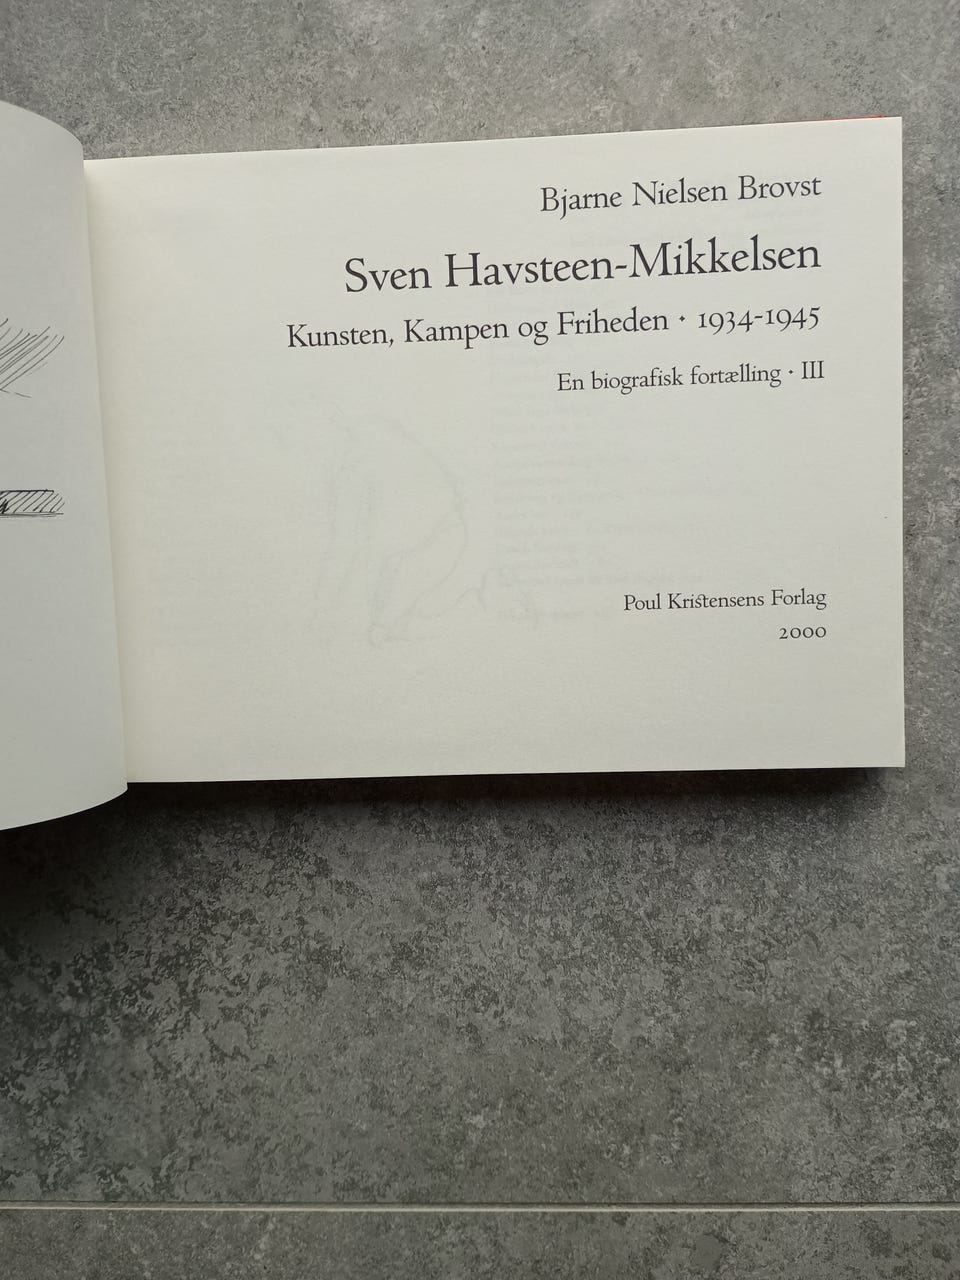 Bjarne Nielsen Brovst
Sven Havsteen-Mikkelsen
Kunsten, Kampen og Friheden · 1934-1945
En biografisk fortælling · III
Poul Kristensens Forlag
2000